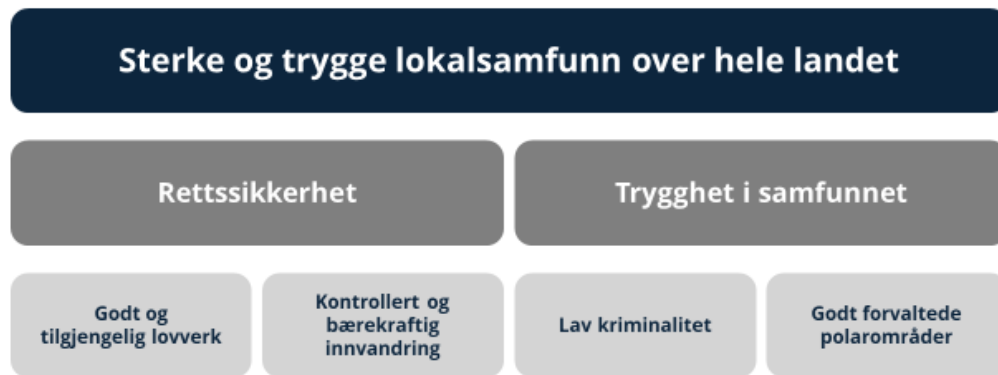 Sterke og trygge lokalsamfunn over hele landet
Rettssikkerhet
Trygghet i samfunnet
Godt og
tilgjengelig lovverk
Kontrollert og
bærekraftig
innvandring
Lav kriminalitet
Godt forvaltede
polarområder